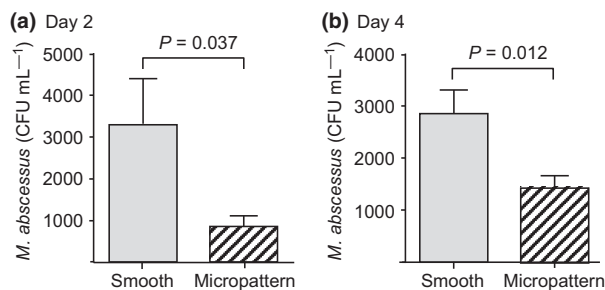 (a) Day 2
M. abscessus (CFU mL—1)
5000
4000
3000
2000
1000
P = 0.037
Smooth Micropattern
(b) Day 4
M. abscessus (CFU mL—1)
4000
3000
2000
1000
P = 0.012
Smooth Micropattern